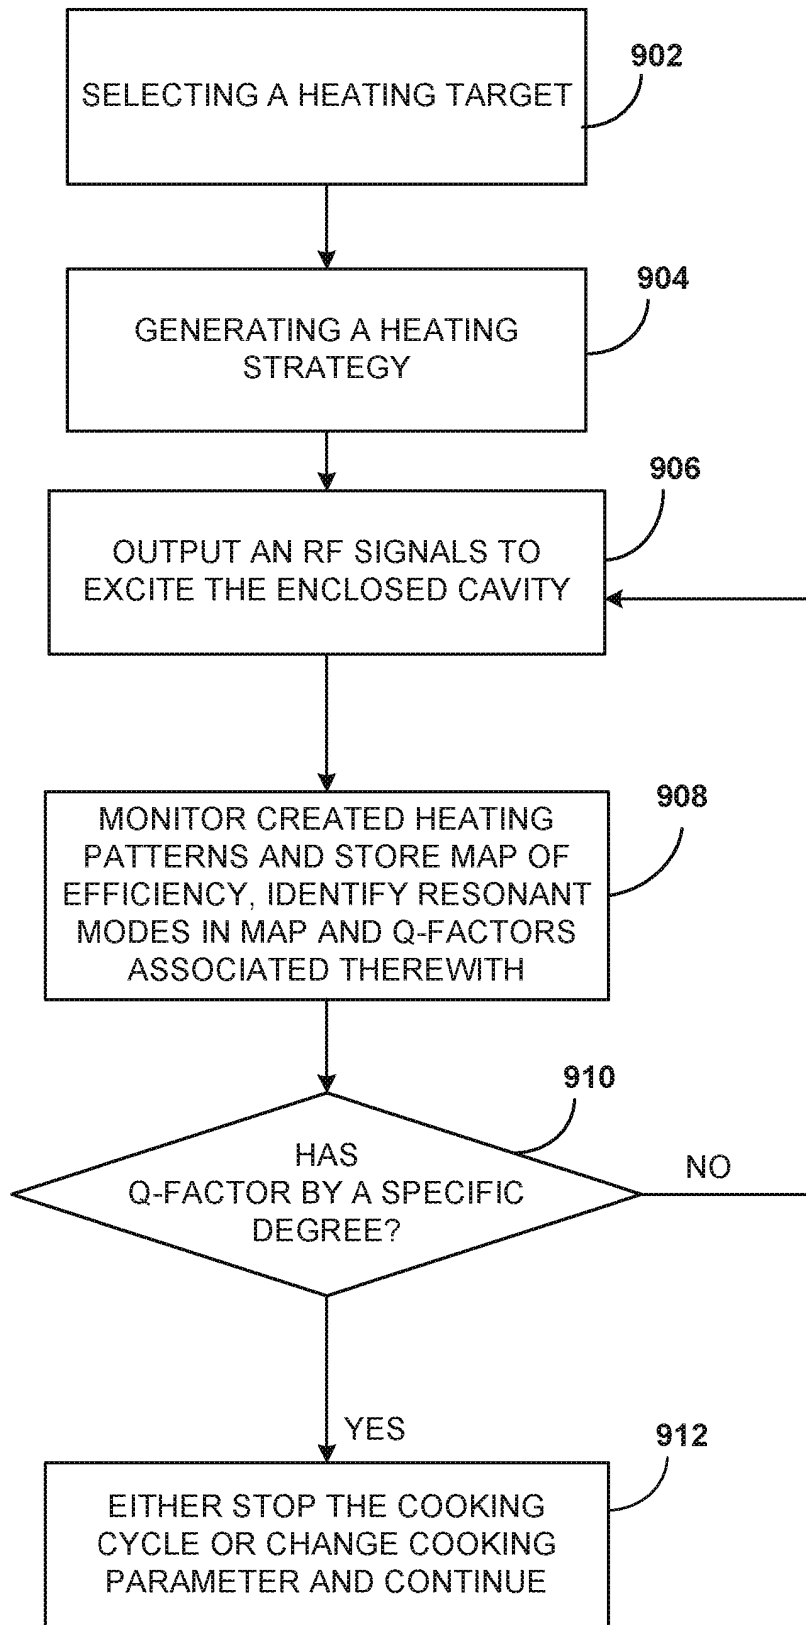 902
SELECTING A HEATING TARGET
904
GENERATING A HEATING
STRATEGY
906
OUTPUT AN RF SIGNALS TO
EXCITE THE ENCLOSED CAVITY
908
MONITOR CREATED HEATING
PATTERNS AND STORE MAP OF
EFFICIENCY, IDENTIFY RESONANT
MODES IN MAP AND Q-FACTORS
ASSOCIATED THEREWITH
910
HAS
Q-FACTOR BY A SPECIFIC
DEGREE?
NO
YES
912
EITHER STOP THE COOKING
CYCLE OR CHANGE COOKING
PARAMETER AND CONTINUE